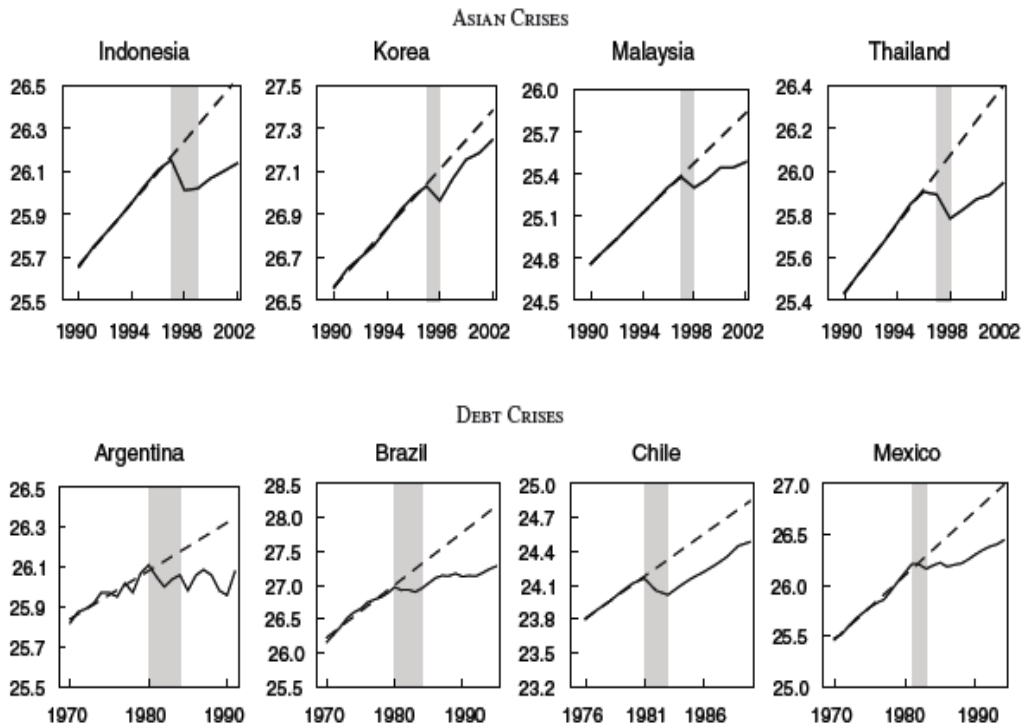 ASIAN CRISES
Indonesia Korea Malaysia Thailand
26.5 27.5 26.0 26.4
26.3 27.3 25.7 26.2
26.1 27.1 25.4 26.0
25.9 26.9 25.1 25.8
25.7 26.7 24.8 25.6
25.5 26.5 24.5 25.4
1990 1994 1998 2002 1990 1994 1998 2002 1990 1994 1998 2002 1990 1994 1998 2002
DEBT CRISES
Argentina Brazil Chile Mexico
26.5 28.5 25.0 27.0
26.3 28.0 24.7 26.5
26.1 27.5 24.4 26.0
25.9 27.0 24.1 25.5
25.7 26.5 23.8 25.0
25.5 26.0 23.5
25.5 23.2
1970 1980 1990 1970 1980 1990 1976 1981 1986 1970 1980 1990